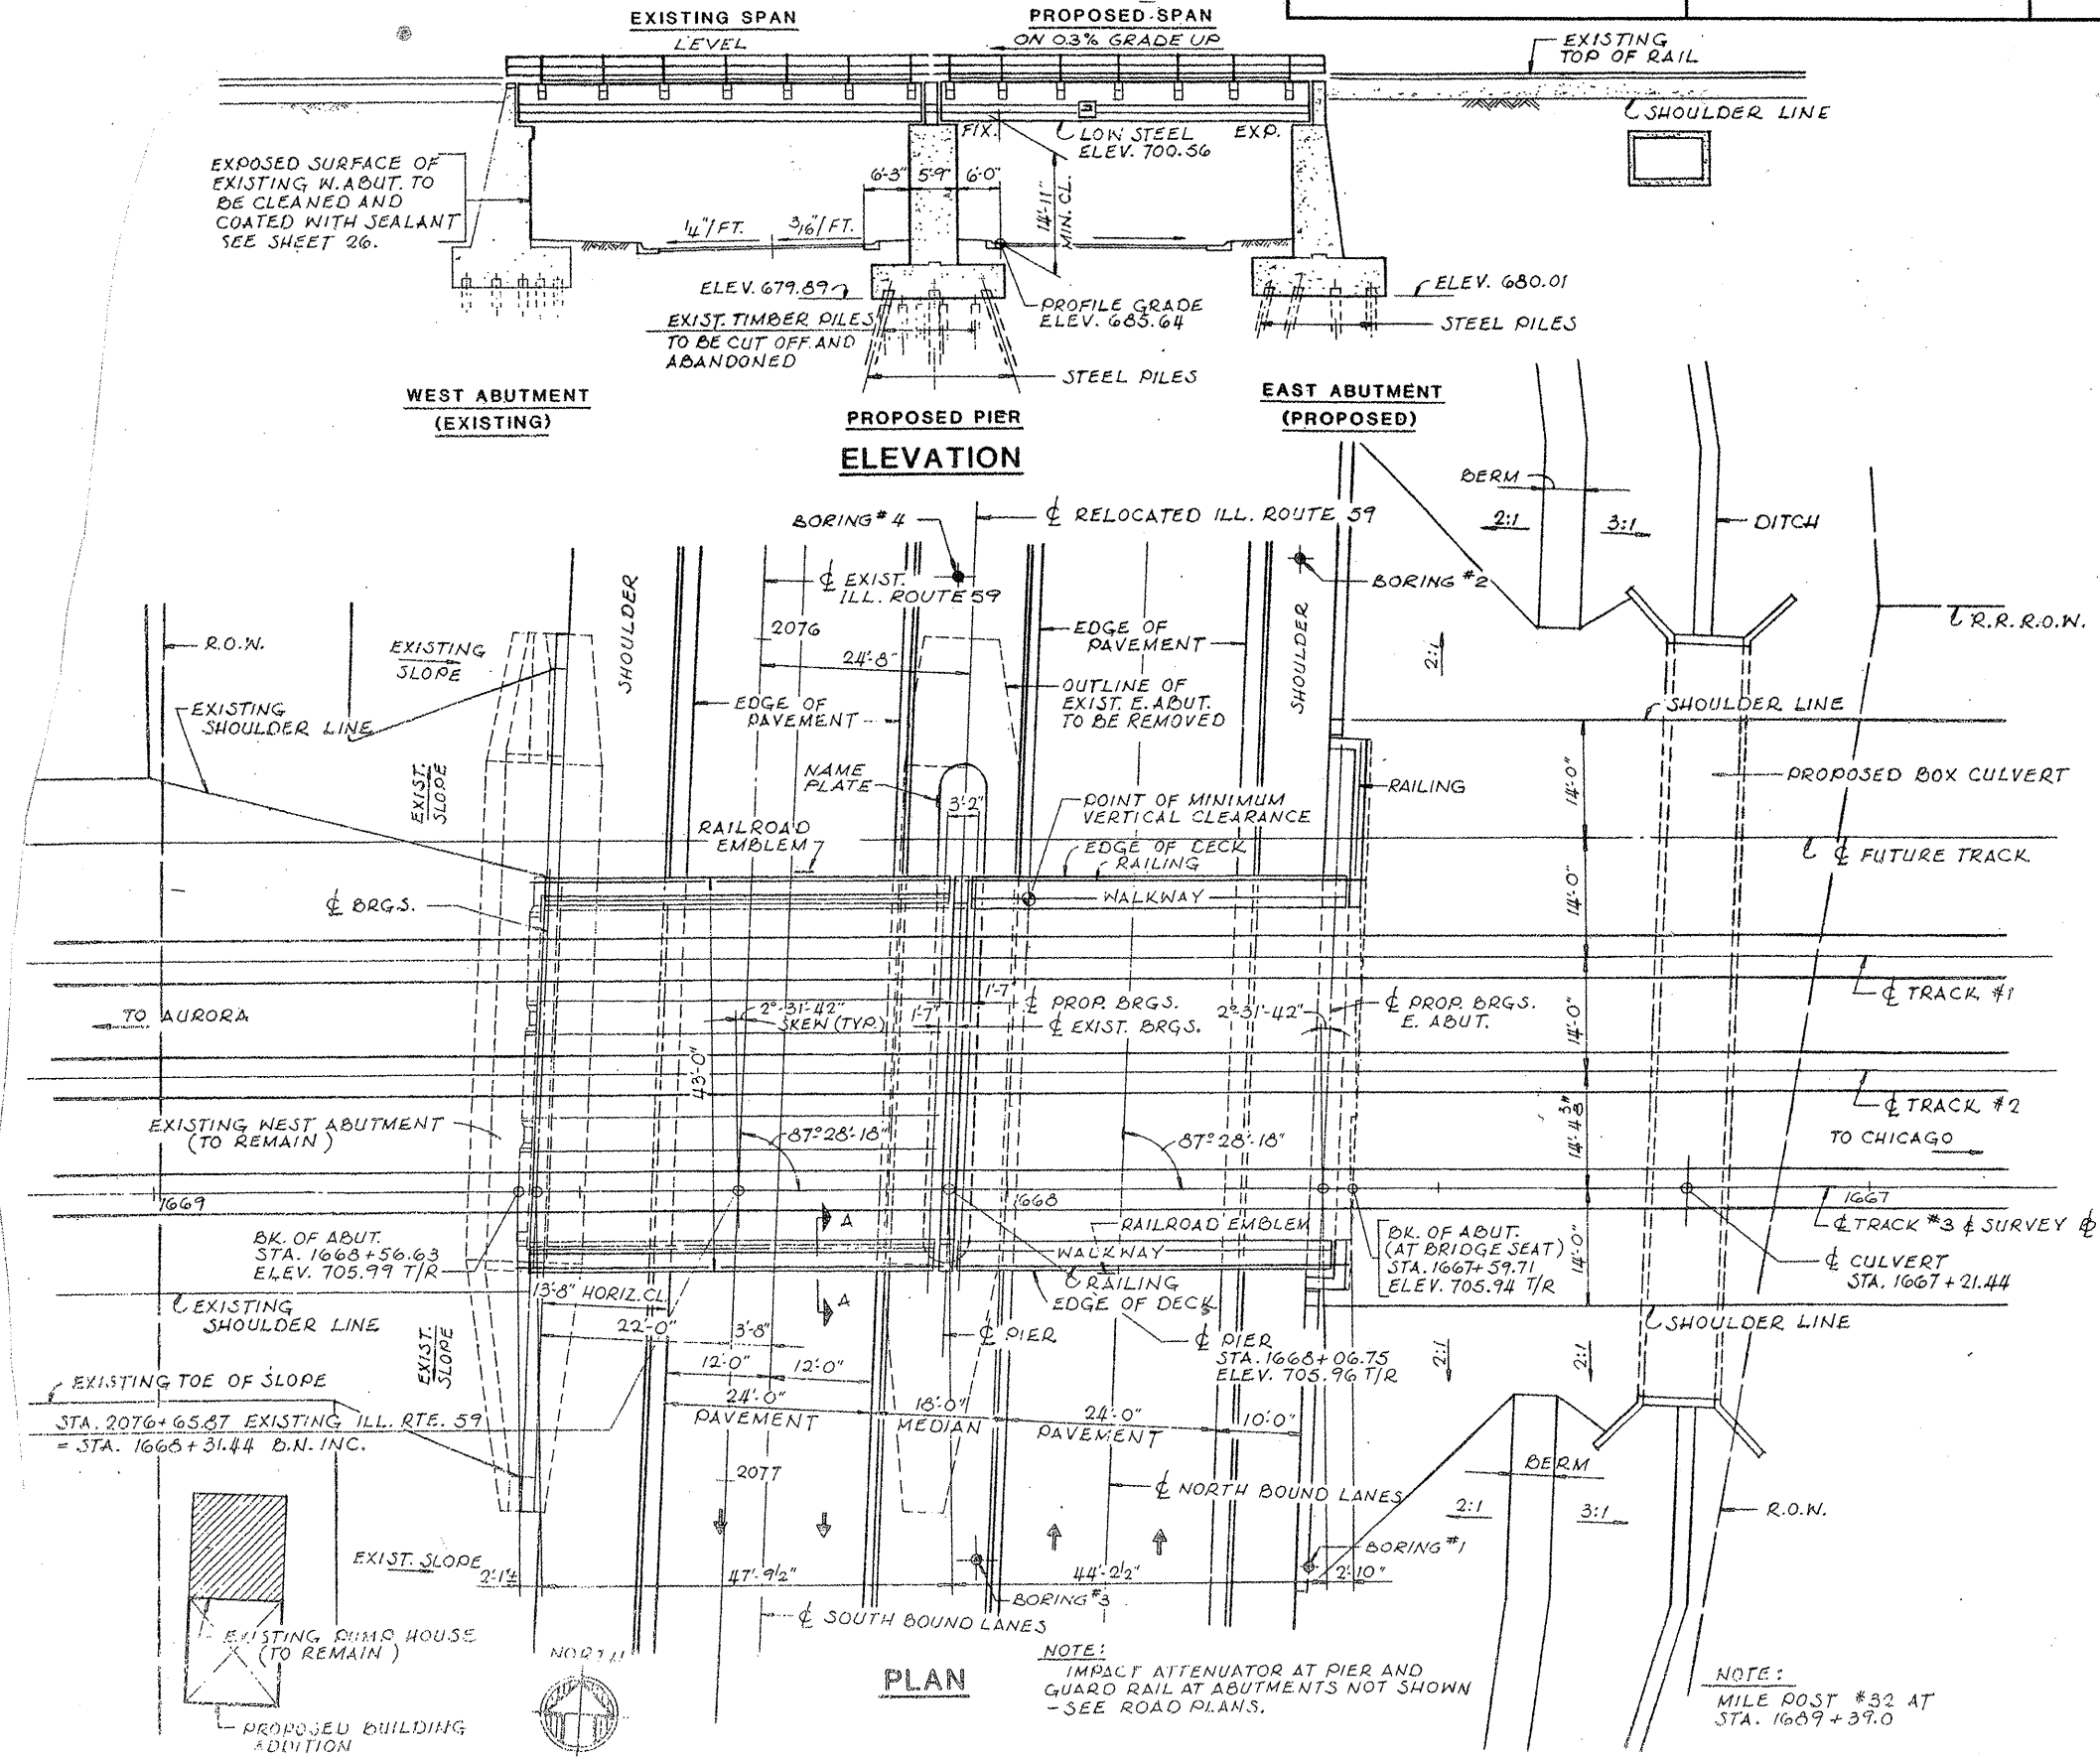 EXISTING SPAN
LEVEL
PROPOSED SPAN
ON 0.3% GRADE UP
EXISTING
TOP OF RAIL
℄ SHOULDER LINE
FIX.
LOW STEEL
ELEV. 700.56
EXP.
EXPOSED SURFACE OF
EXISTING W. ABUT. TO
BE CLEANED AND
COATED WITH SEALANT
SEE SHEET 26.
6'-3" 5'-9" 6'-0"
14'-11"
MIN. CL.
1/4"/FT.
3/16"/FT.
ELEV. 679.89
EXIST. TIMBER PILES
TO BE CUT OFF AND
ABANDONED
PROFILE GRADE
ELEV. 685.64
ELEV. 680.01
STEEL PILES
STEEL PILES
WEST ABUTMENT
(EXISTING)
PROPOSED PIER
EAST ABUTMENT
(PROPOSED)
ELEVATION
BORING #4
℄ RELOCATED ILL. ROUTE 59
BERM
2:1
3:1
DITCH
℄ EXIST.
ILL. ROUTE 59
BORING #2
SHOULDER
2076
R.O.W.
EXISTING
SLOPE
24'-8"
EDGE OF
PAVEMENT
SHOULDER
2:1
R.R. R.O.W.
EXISTING
SHOULDER LINE
EDGE OF
PAVEMENT
OUTLINE OF
EXIST. E. ABUT.
TO BE REMOVED
SHOULDER LINE
EXIST.
SLOPE
NAME
PLATE
3'-2"
RAILING
14'-0"
PROPOSED BOX CULVERT
POINT OF MINIMUM
VERTICAL CLEARANCE
RAILROAD
EMBLEM
EDGE OF DECK
RAILING
℄ FUTURE TRACK
℄ BRGS.
WALKWAY
14'-0"
℄ TRACK #1
TO AURORA
2°-31'-42"
SKEW (TYP.)
1'-7"
1'-7"
℄ PROP. BRGS.
℄ EXIST. BRGS.
2°-31'-42"
℄ PROP. BRGS.
E. ABUT.
14'-0"
43'-0"
℄ TRACK #2
EXISTING WEST ABUTMENT
(TO REMAIN)
87°28'-18"
87°28'-18"
14'-4 3/8"
TO CHICAGO
1669
1668
1667
℄ TRACK #3 ℄ SURVEY ℄
A
RAILROAD EMBLEM
WALKWAY
BK. OF ABUT.
STA. 1668+56.63
ELEV. 705.99 T/R
BK. OF ABUT.
(AT BRIDGE SEAT)
STA. 1667+59.71
ELEV. 705.94 T/R
14'-0"
℄ CULVERT
STA. 1667+21.44
RAILING
EDGE OF DECK
13'-8" HORIZ. CL.
A
EXISTING
SHOULDER LINE
22'-0"
3'-8"
℄ PIER
℄ PIER
STA. 1668+06.75
ELEV. 705.96 T/R
SHOULDER LINE
EXIST.
SLOPE
12'-0"
12'-0"
2:1
2:1
EXISTING TOE OF SLOPE
24'-0"
PAVEMENT
18'-0"
MEDIAN
24'-0"
PAVEMENT
10'-0"
STA. 2076+65.87 EXISTING ILL. RTE. 59
= STA. 1668+31.44 B.N. INC.
2077
BERM
℄ NORTH BOUND LANES
2:1
3:1
R.O.W.
EXIST. SLOPE
2'-1"±
47'-9 1/2"
44'-2 1/2"
BORING #1
2'-10"
BORING #3
℄ SOUTH BOUND LANES
EXISTING PUMP HOUSE
(TO REMAIN)
NORTH
PLAN
NOTE:
IMPACT ATTENUATOR AT PIER AND
GUARD RAIL AT ABUTMENTS NOT SHOWN
- SEE ROAD PLANS.
NOTE:
MILE POST #32 AT
STA. 1689+39.0
PROPOSED BUILDING
ADDITION